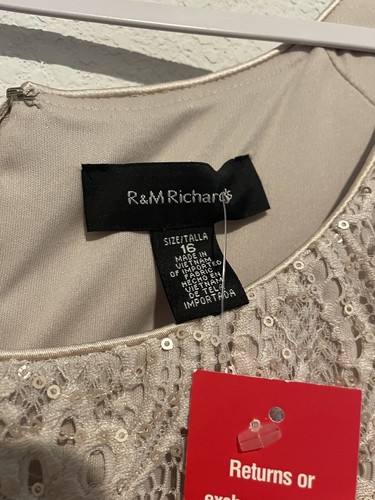 R&M Richards
SIZE/TALLA
16
MADE IN
VIETNAM
OF IMPORTED
FABRIC
HECHO EN
VIETNAM
DE TELA
IMPORTADA
Returns or